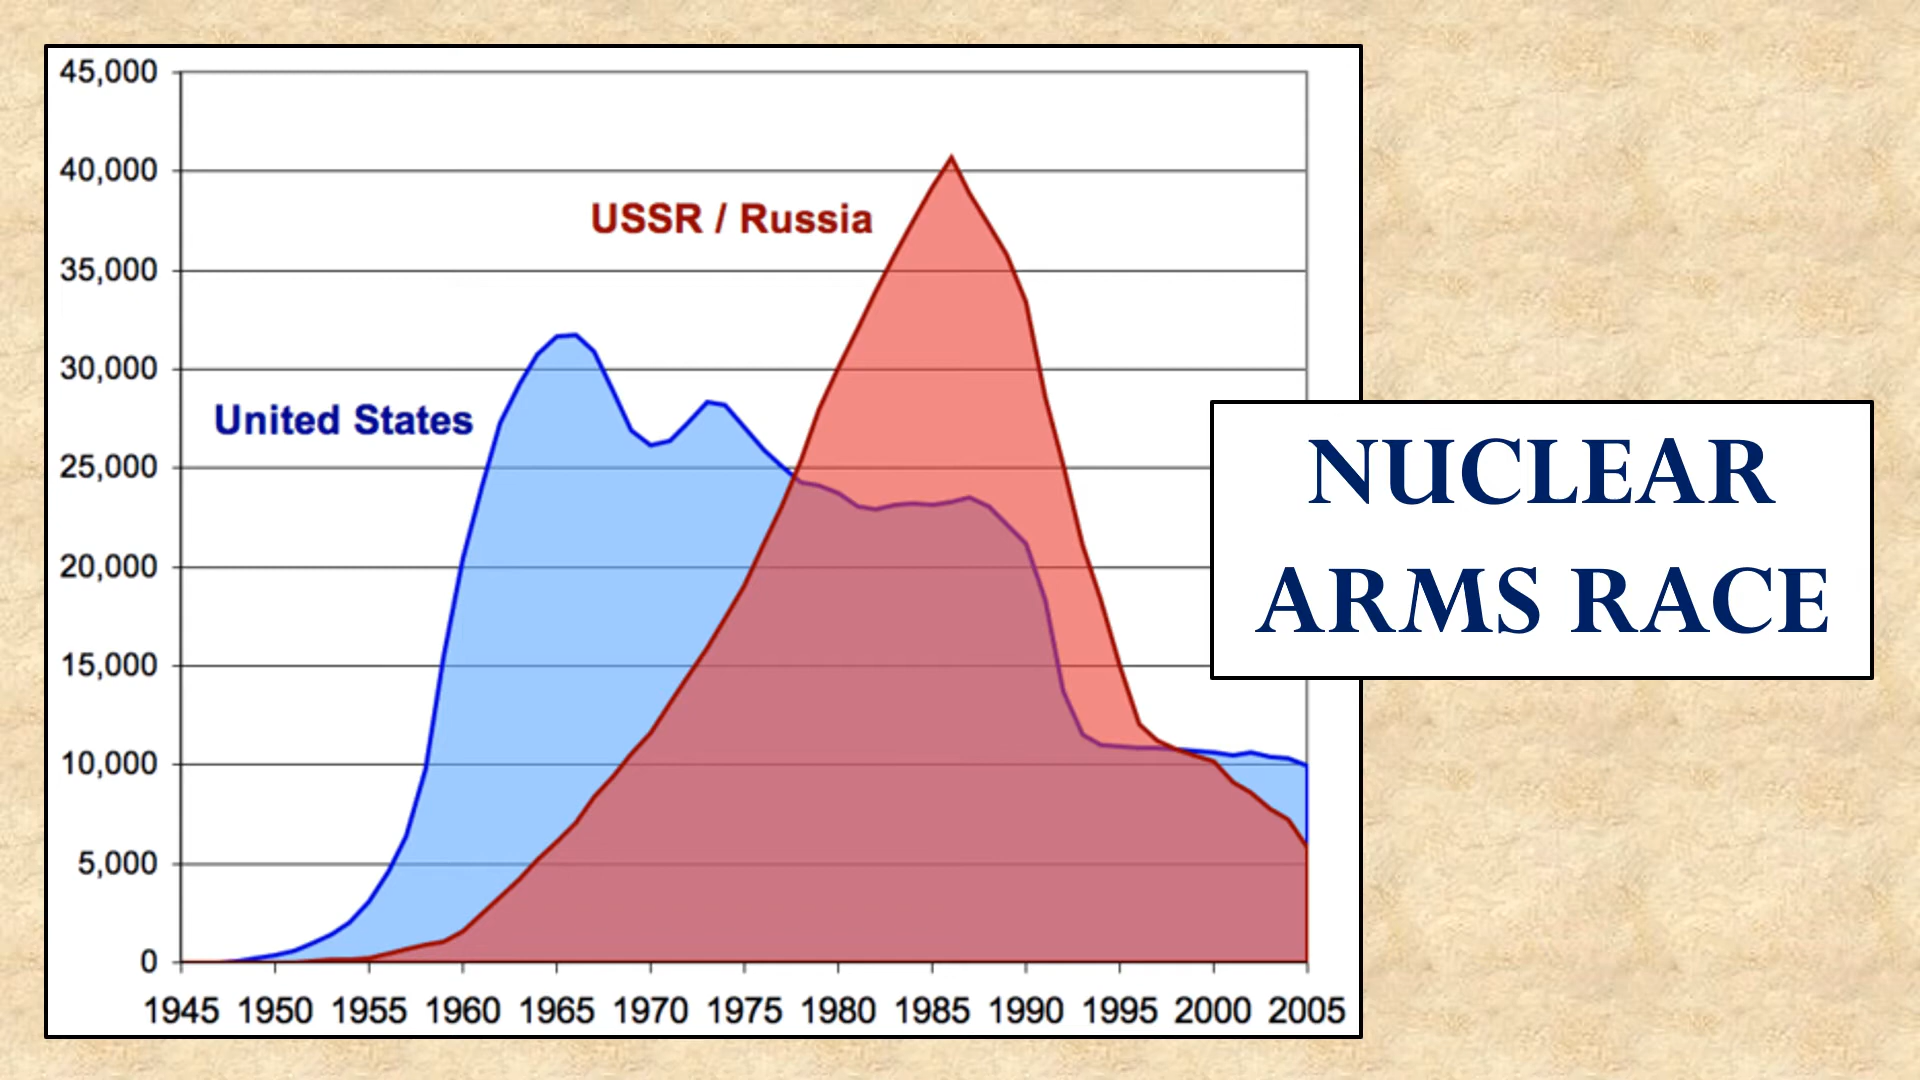 45,000
40,000
35,000
30,000
25,000
20,000
15,000
10,000
5,000
0
USSR / Russia
United States
1945 1950 1955 1960 1965 1970 1975 1980 1985 1990 1995 2000 2005
NUCLEAR
ARMS RACE